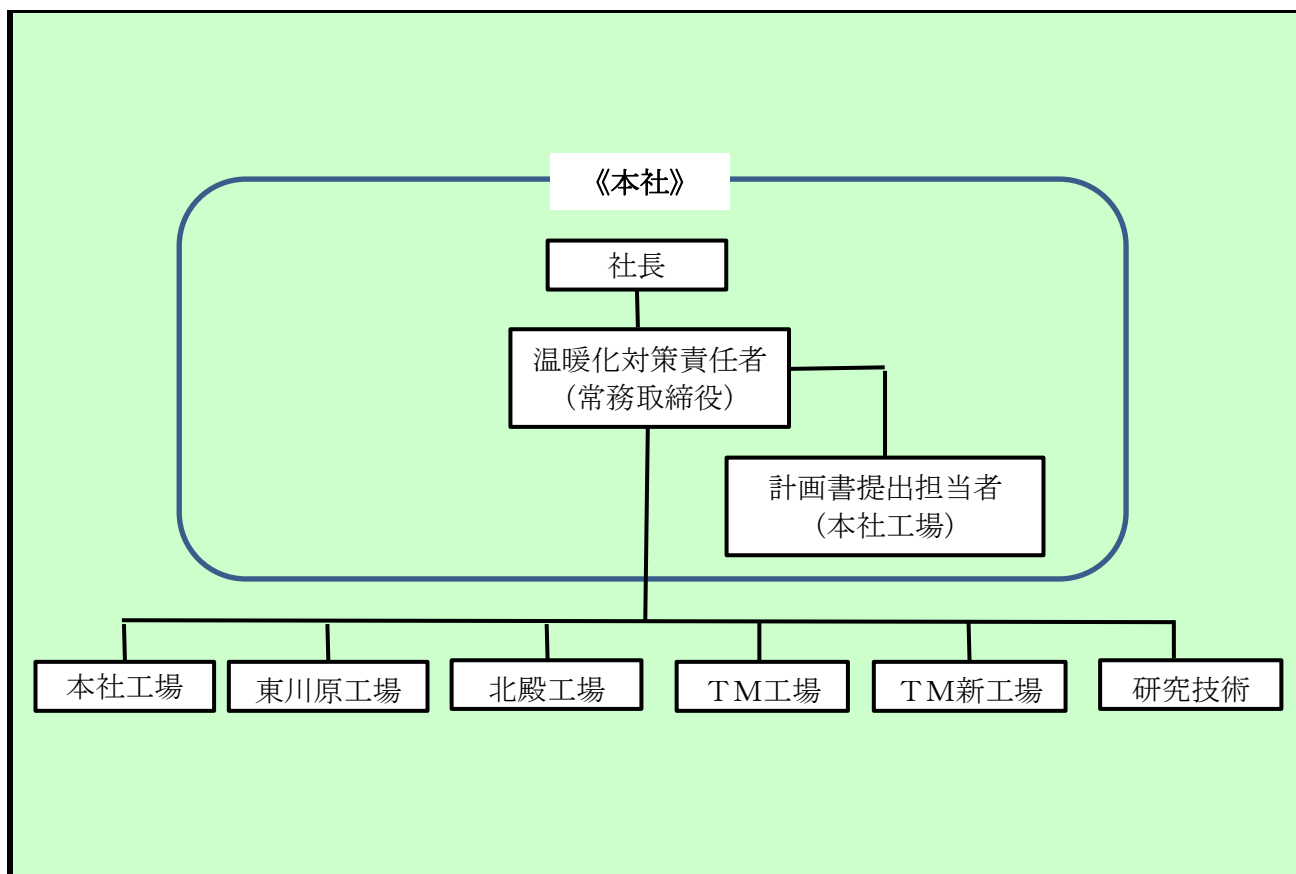 《本社》
社長
温暖化対策責任者
（常務取締役）
計画書提出担当者
（本社工場）
本社工場
東川原工場
北殿工場
ＴＭ工場
ＴＭ新工場
研究技術